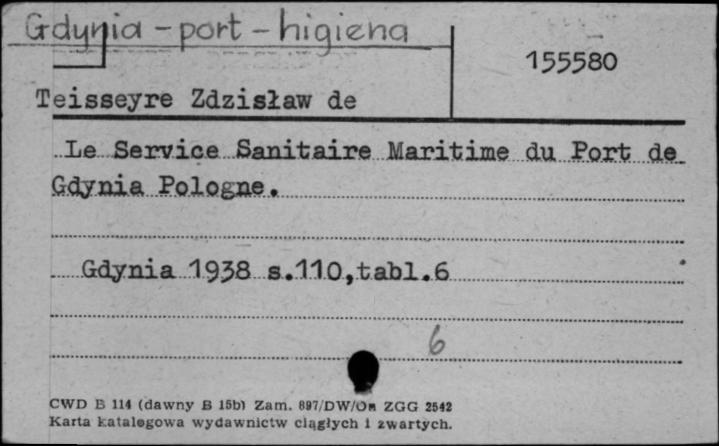 Gdynia - port - higiena
155580
Teisseyre Zdzisław de
Le Service Sanitaire Maritime du Port de
Gdynia Pologne.
Gdynia 1938 s.110,tabl.6
6
CWD B 114 (dawny B 15b) Zam. 897/DW/Om ZGG 2542
Karta katalogowa wydawnictw ciągłych i zwartych.